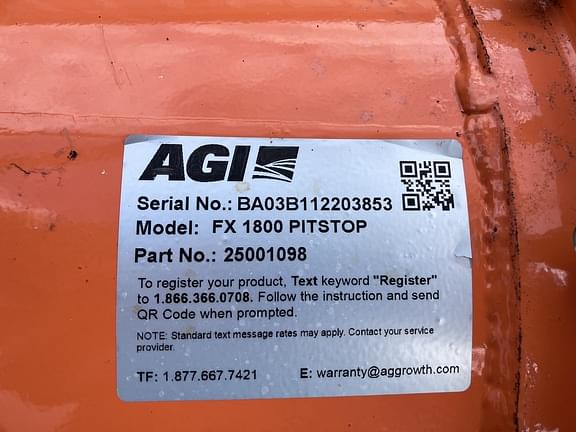 AGI
Serial No.: BA03B112203853
Model: FX 1800 PITSTOP
Part No.: 25001098
To register your product, Text keyword "Register"
to 1.866.366.0708. Follow the instruction and send
QR Code when prompted.
NOTE: Standard text message rates may apply. Contact your service
provider.
TF: 1.877.667.7421 E: warranty@aggrowth.com